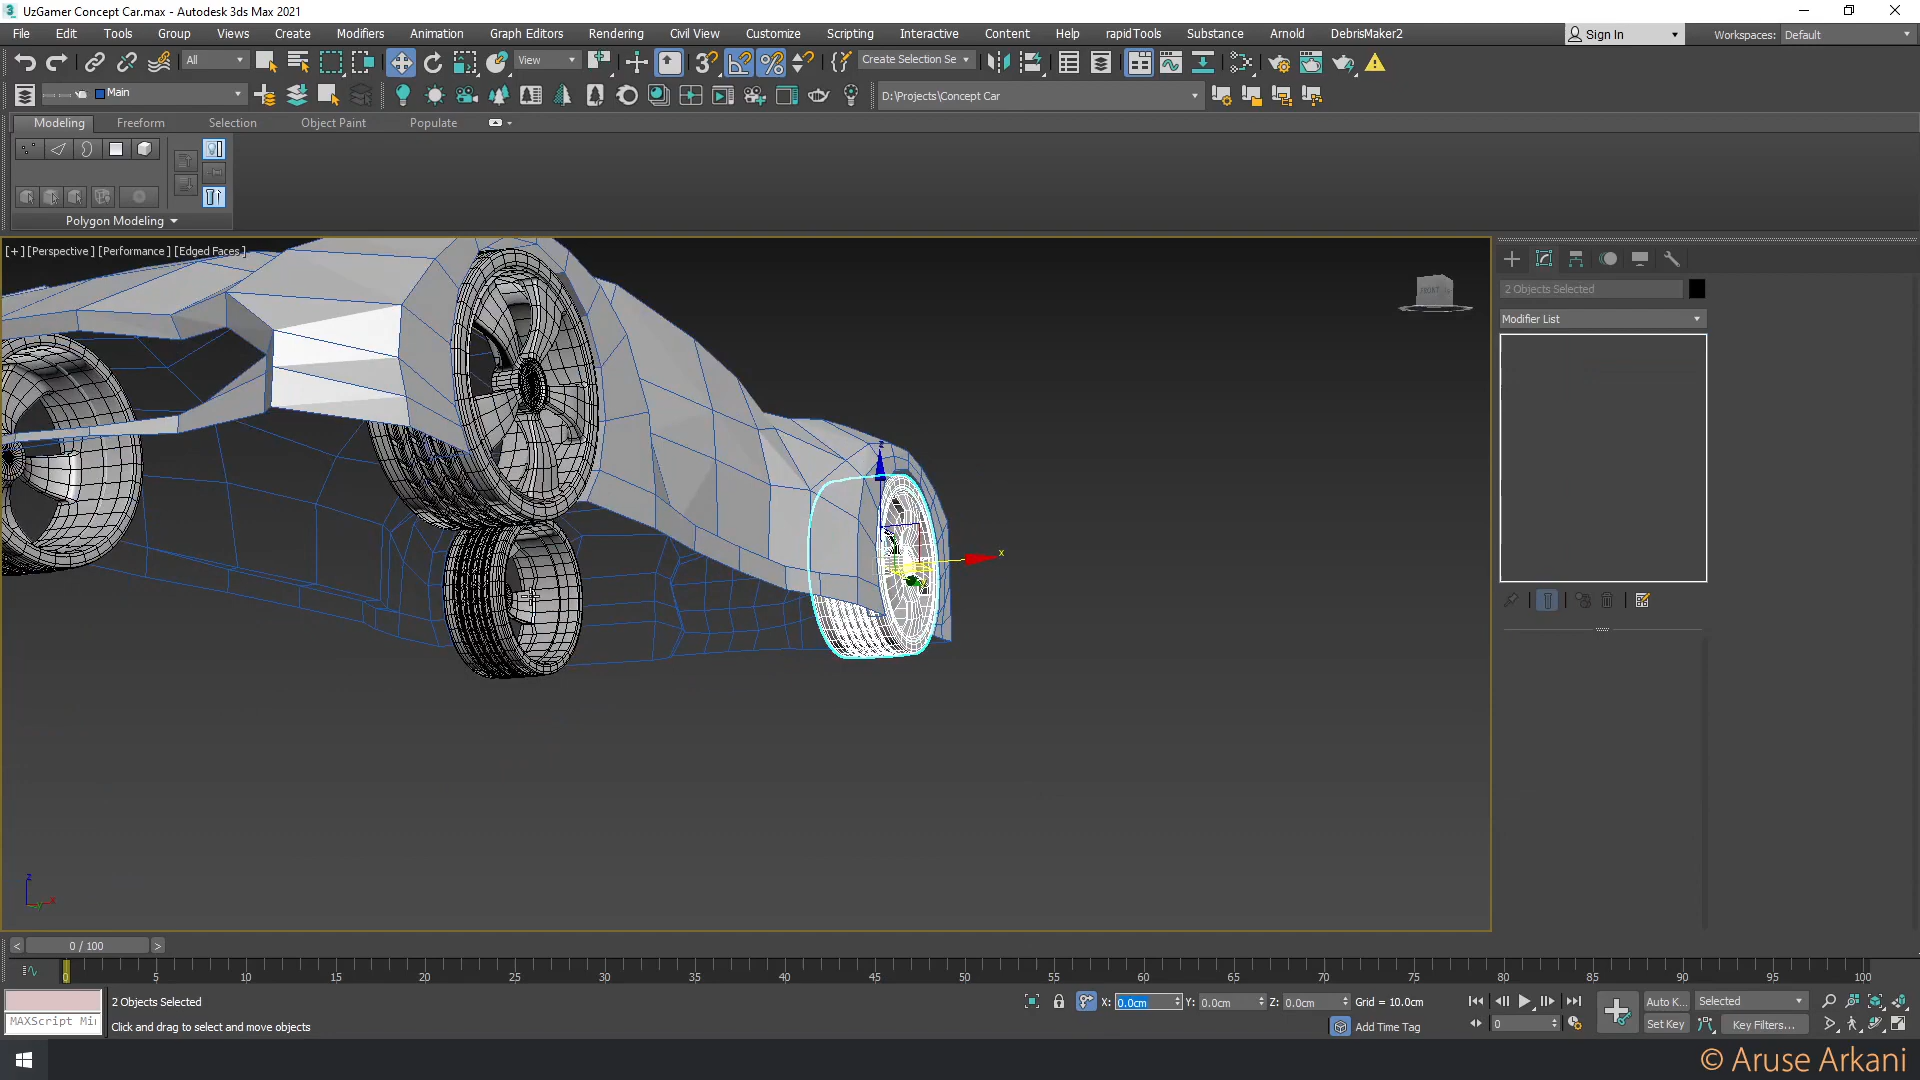 UzGamer Concept Car.max - Autodesk 3ds Max 2021
File Edit Tools Group Views Create Modifiers Animation Graph Editors Rendering Civil View Customize Scripting Interactive Content Help rapidTools Substance Arnold DebrisMaker2 Sign In Workspaces: Default
All View Create Selection Se
Main D:\Projects\Concept Car
Modeling Freeform Selection Object Paint Populate
Polygon Modeling
[+] [Perspective] [Performance] [Edged Faces]
FRONT
2 Objects Selected
Modifier List
z
x
z
x
0 / 100
0 5 10 15 20 25 30 35 40 45 50 55 60 65 70 75 80 85 90 95 100
2 Objects Selected X: 0.0cm Y: 0.0cm Z: 0.0cm Grid = 10.0cm Auto K... Selected
MAXScript Mi
Click and drag to select and move objects Add Time Tag 0 Set Key Key Filters...
© Aruse Arkani